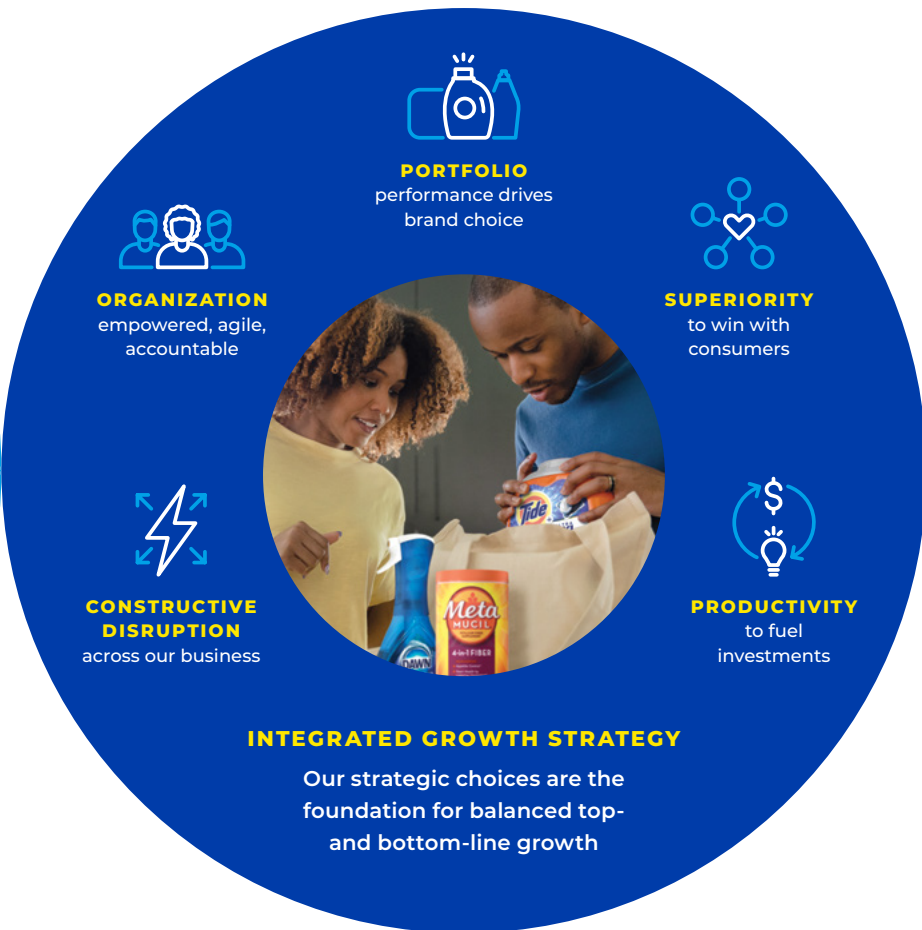 PORTFOLIO
performance drives
brand choice
SUPERIORITY
to win with
consumers
PRODUCTIVITY
to fuel
investments
INTEGRATED GROWTH STRATEGY
Our strategic choices are the
foundation for balanced top-
and bottom-line growth
CONSTRUCTIVE
DISRUPTION
across our business
ORGANIZATION
empowered, agile,
accountable
$
Tide
Meta
MUCIL
4-in-1 FIBER
DAWN